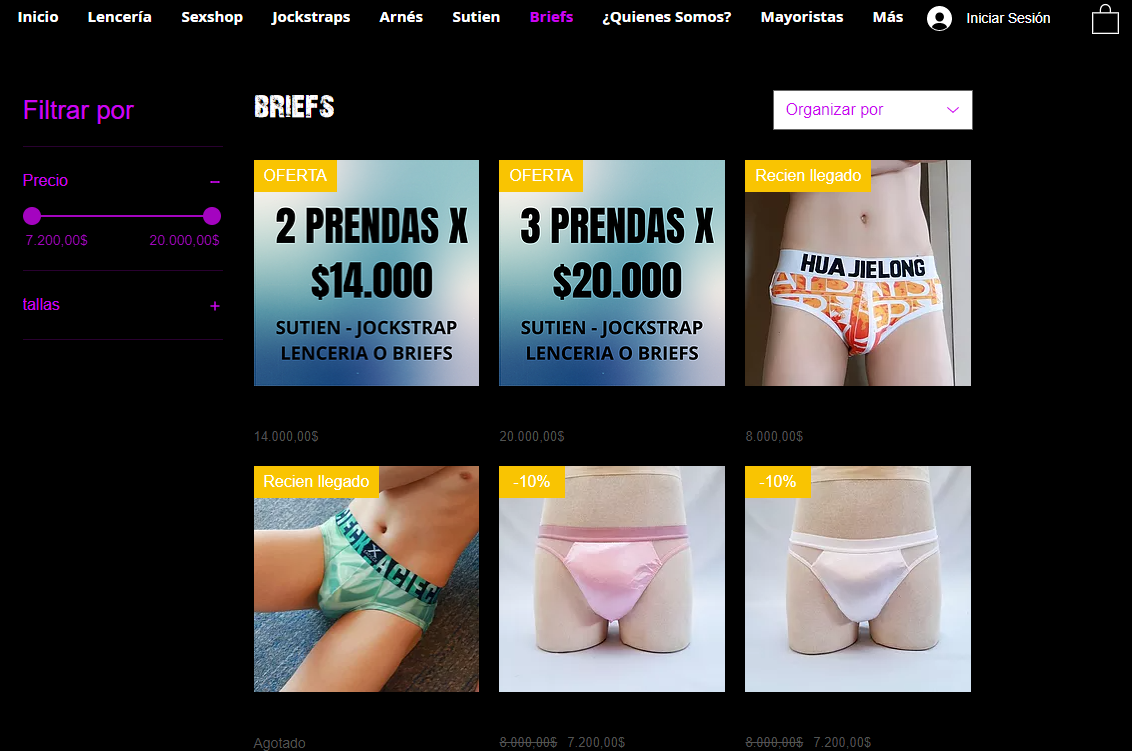 Inicio Lencería Sexshop Jockstraps Arnés Sutien Briefs ¿Quienes Somos? Mayoristas Más Iniciar Sesión
Filtrar por
Precio
7.200,00$ 20.000,00$
tallas
BRIEFS
Organizar por
OFERTA
2 PRENDAS X
$14.000
SUTIEN - JOCKSTRAP
LENCERIA O BRIEFS
14.000,00$
OFERTA
3 PRENDAS X
$20.000
SUTIEN - JOCKSTRAP
LENCERIA O BRIEFS
20.000,00$
Recien llegado
HUA JIELONG
8.000,00$
Recien llegado
Agotado
-10%
8.000,00$ 7.200,00$
-10%
8.000,00$ 7.200,00$